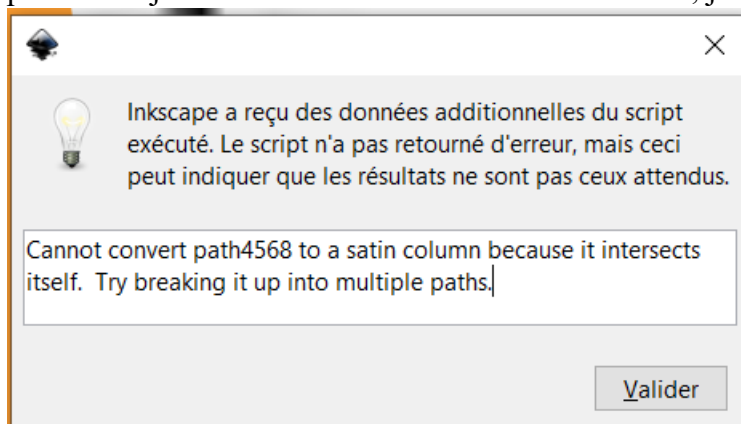 Inkscape a reçu des données additionnelles du script
exécuté. Le script n'a pas retourné d'erreur, mais ceci
peut indiquer que les résultats ne sont pas ceux attendus.
Cannot convert path4568 to a satin column because it intersects
itself.  Try breaking it up into multiple paths.
Valider